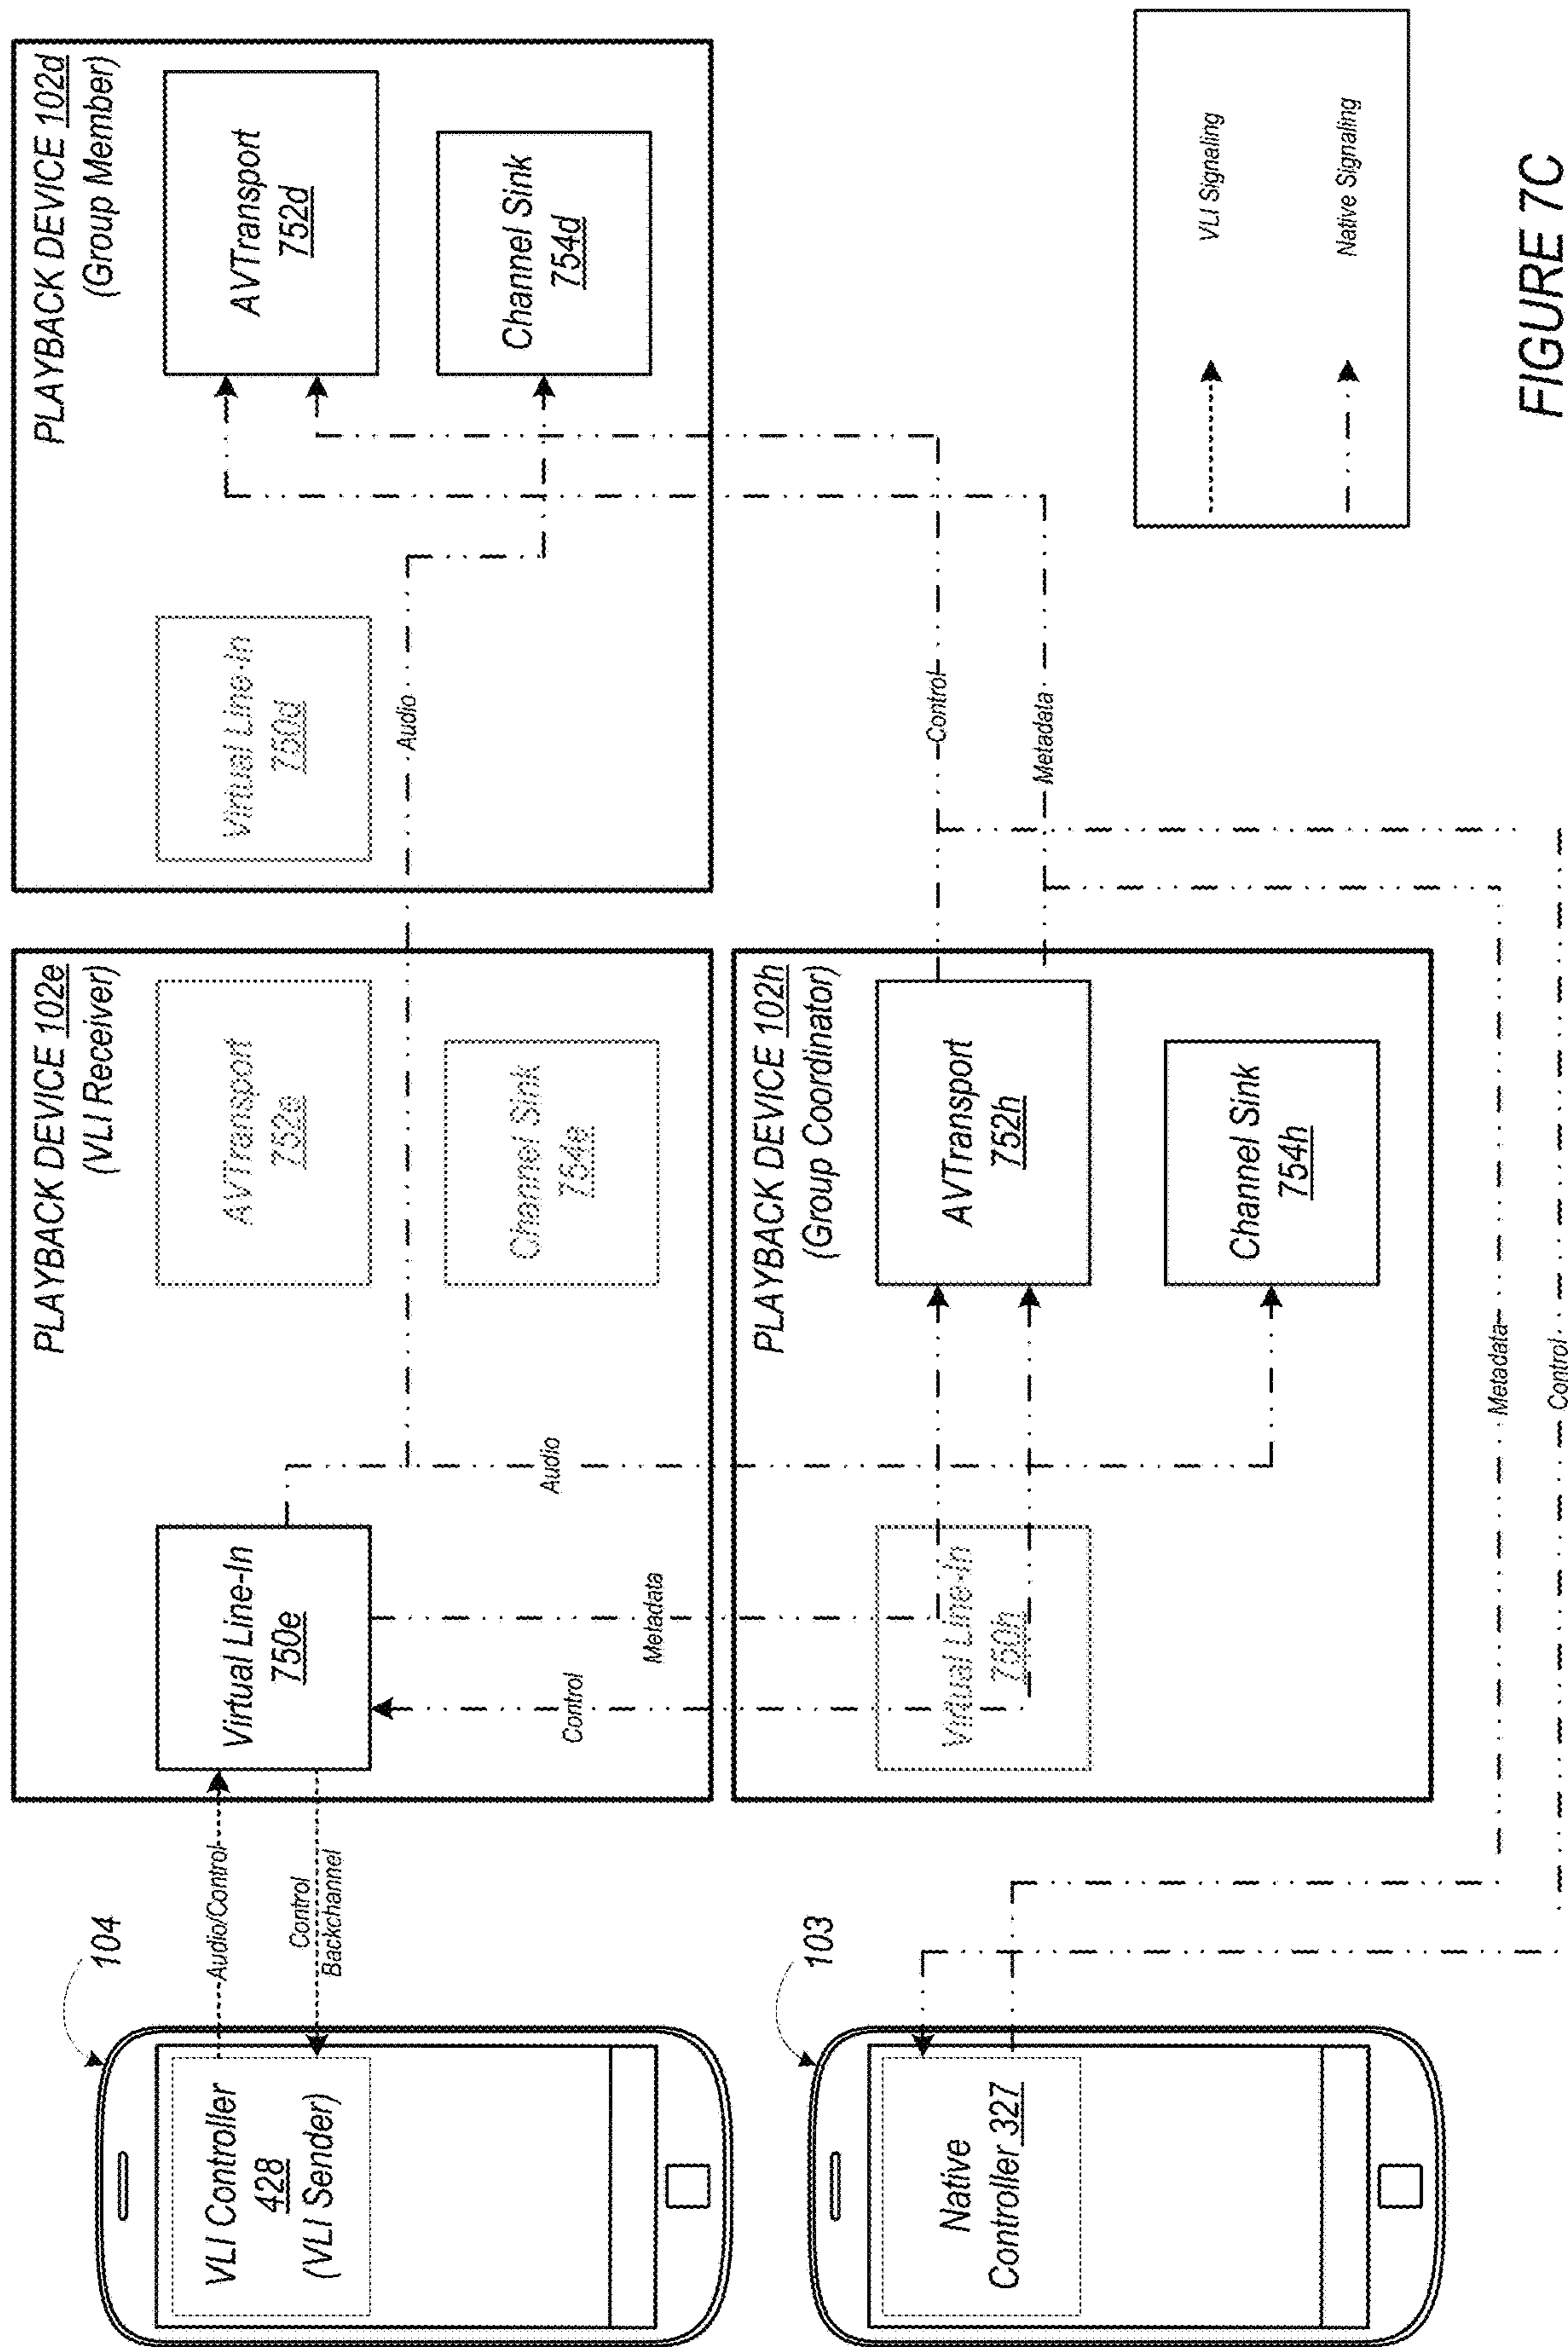 104
VLI Controller
428
(VLI Sender)
Audio/Control
Control
Backchannel
PLAYBACK DEVICE 102e
(VLI Receiver)
Virtual Line-In
750e
AVTransport
752e
Channel Sink
754e
Control
Metadata
Audio
PLAYBACK DEVICE 102d
(Group Member)
Virtual Line-In
750d
AVTransport
752d
Channel Sink
754d
Audio
103
Native
Controller 327
PLAYBACK DEVICE 102h
(Group Coordinator)
Virtual Line-In
750h
AVTransport
752h
Channel Sink
754h
Control
Metadata
Metadata
Control
VLI Signaling
Native Signaling
FIGURE 7C